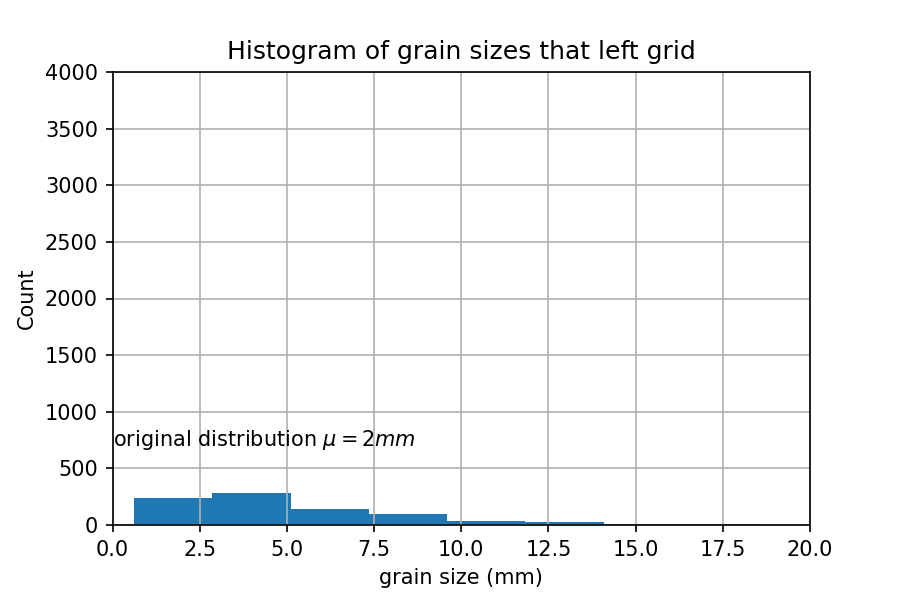 Histogram of grain sizes that left grid
4000
3500
3000
2500
2000
1500
1000
500
0
Count
original distribution μ = 2mm
0.0 2.5 5.0 7.5 10.0 12.5 15.0 17.5 20.0
grain size (mm)